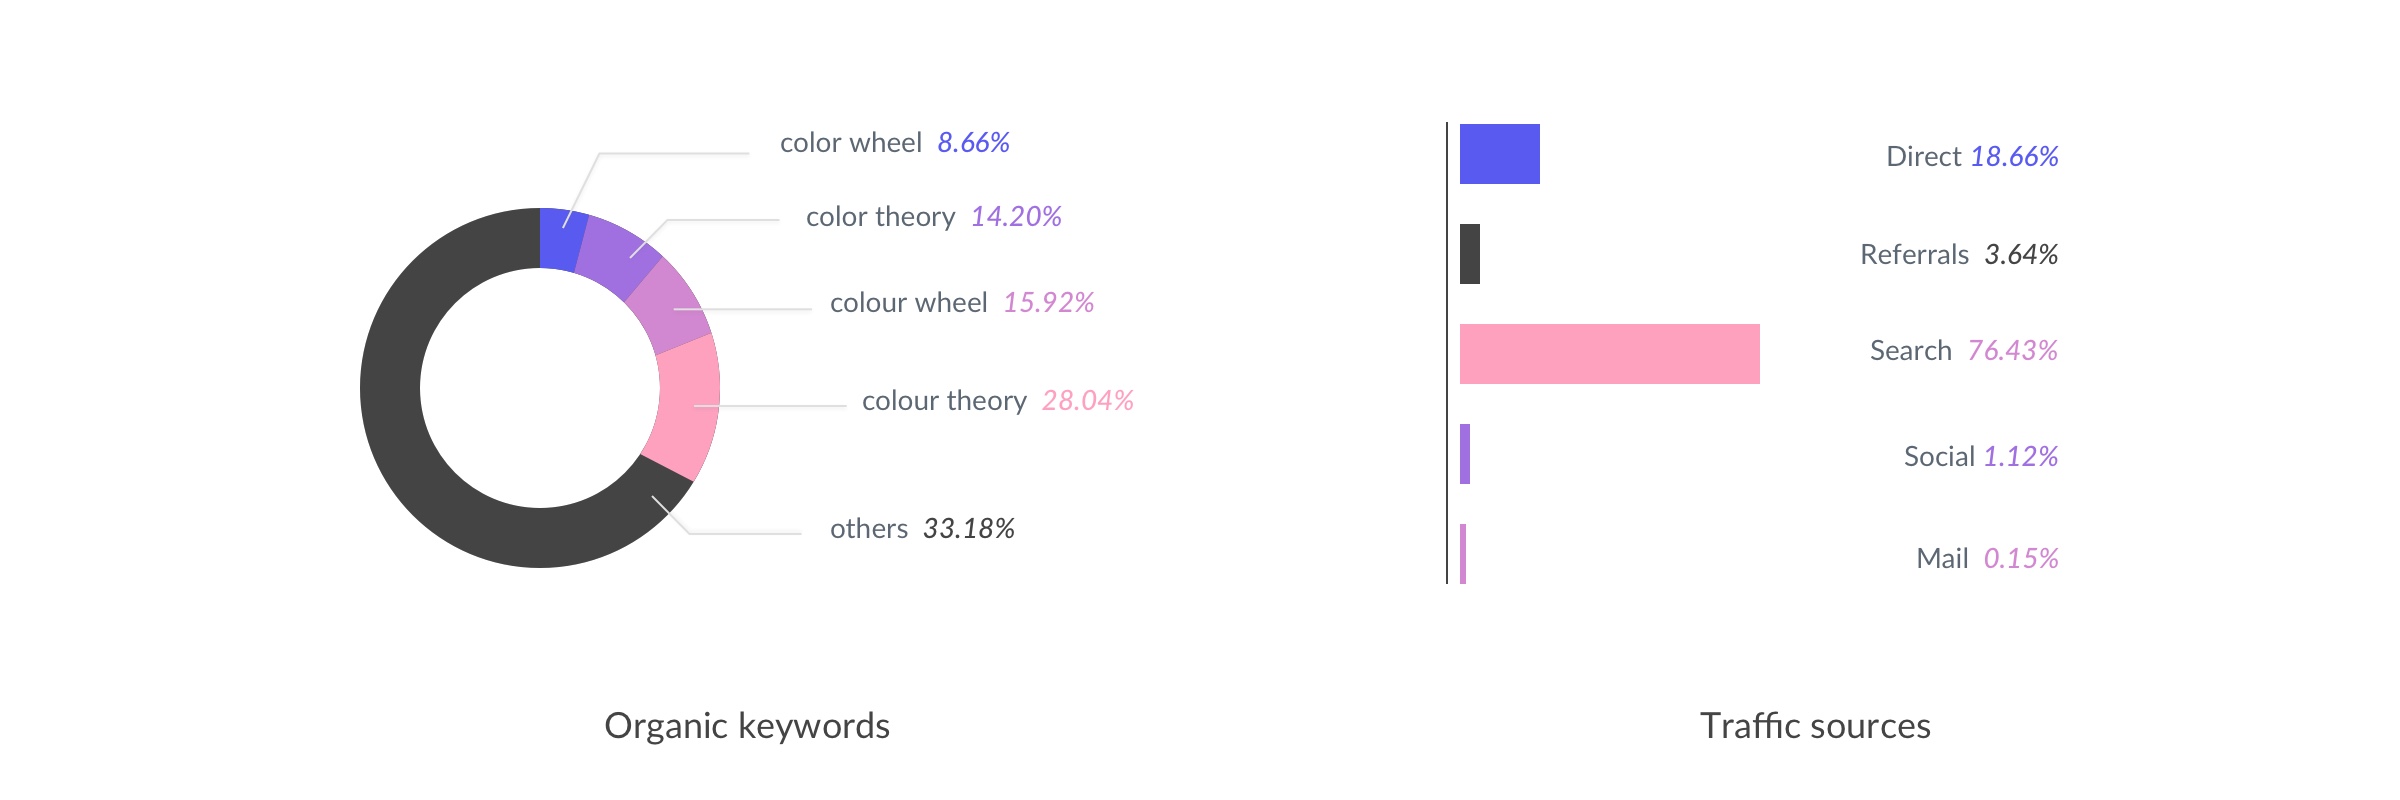 color wheel 8.66%
color theory 14.20%
colour wheel 15.92%
colour theory 28.04%
others 33.18%
Organic keywords
Direct 18.66%
Referrals 3.64%
Search 76.43%
Social 1.12%
Mail 0.15%
Traffic sources